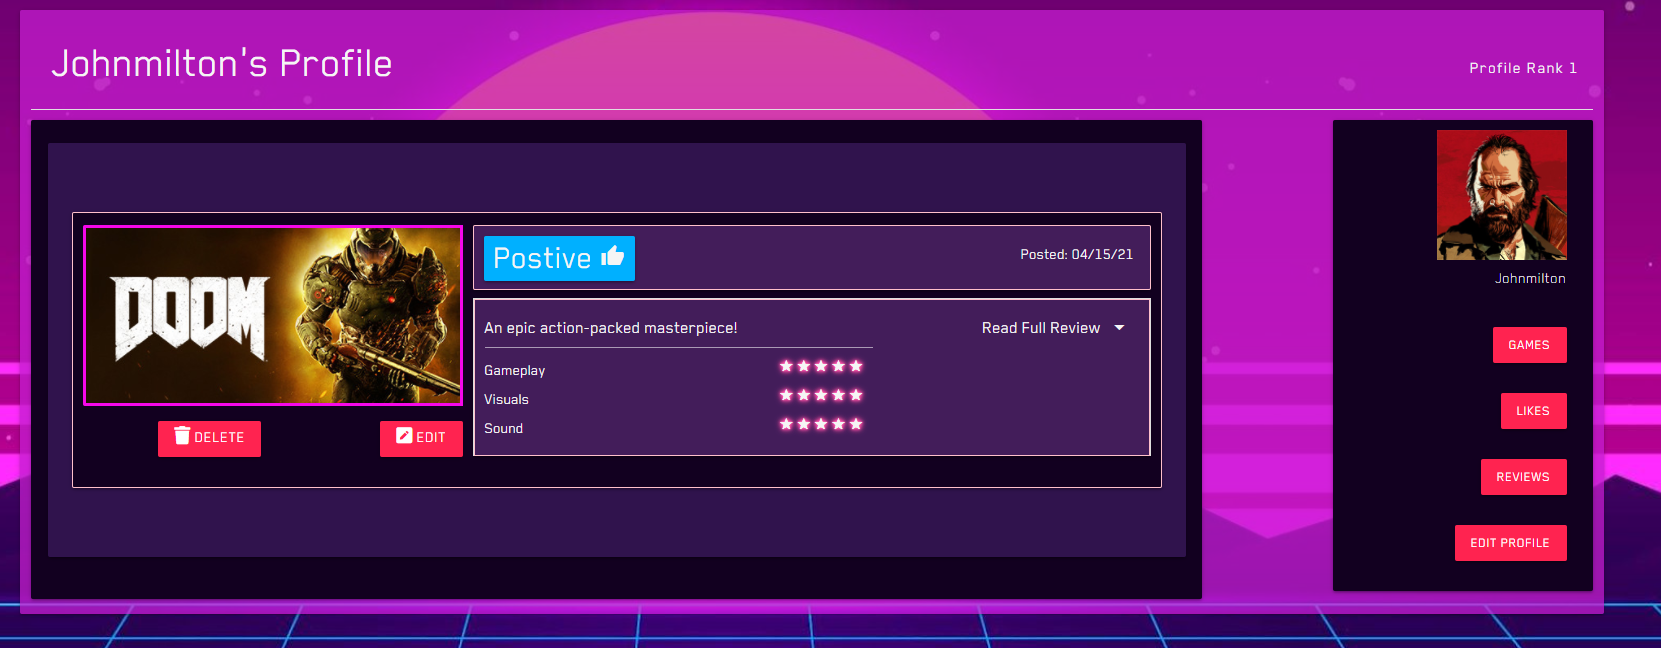 Johnmilton's Profile
Profile Rank 1
DOOM
Postive
Posted: 04/15/21
An epic action-packed masterpiece!
Read Full Review
Gameplay
Visuals
Sound
DELETE
EDIT
Johnmilton
GAMES
LIKES
REVIEWS
EDIT PROFILE